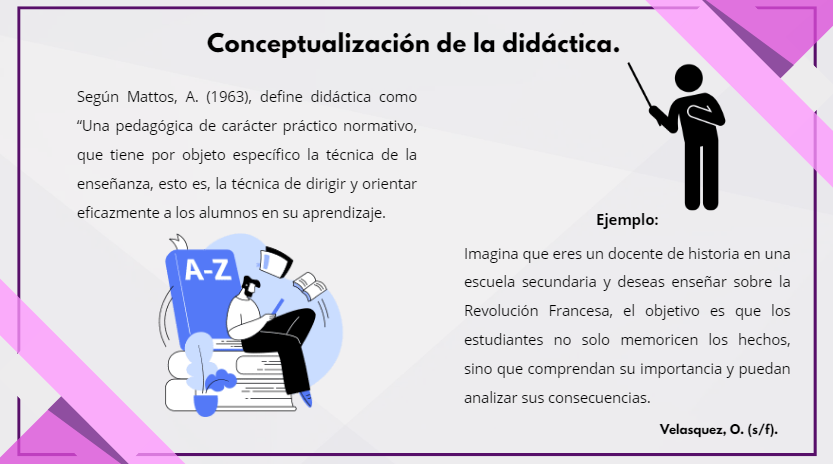 Conceptualización de la didáctica.
Según Mattos, A. (1963), define didáctica como
“Una pedagógica de carácter práctico normativo,
que tiene por objeto específico la técnica de la
enseñanza, esto es, la técnica de dirigir y orientar
eficazmente a los alumnos en su aprendizaje.
A-Z
Ejemplo:
Imagina que eres un docente de historia en una
escuela secundaria y deseas enseñar sobre la
Revolución Francesa, el objetivo es que los
estudiantes no solo memoricen los hechos,
sino que comprendan su importancia y puedan
analizar sus consecuencias.
Velasquez, O. (s/f).